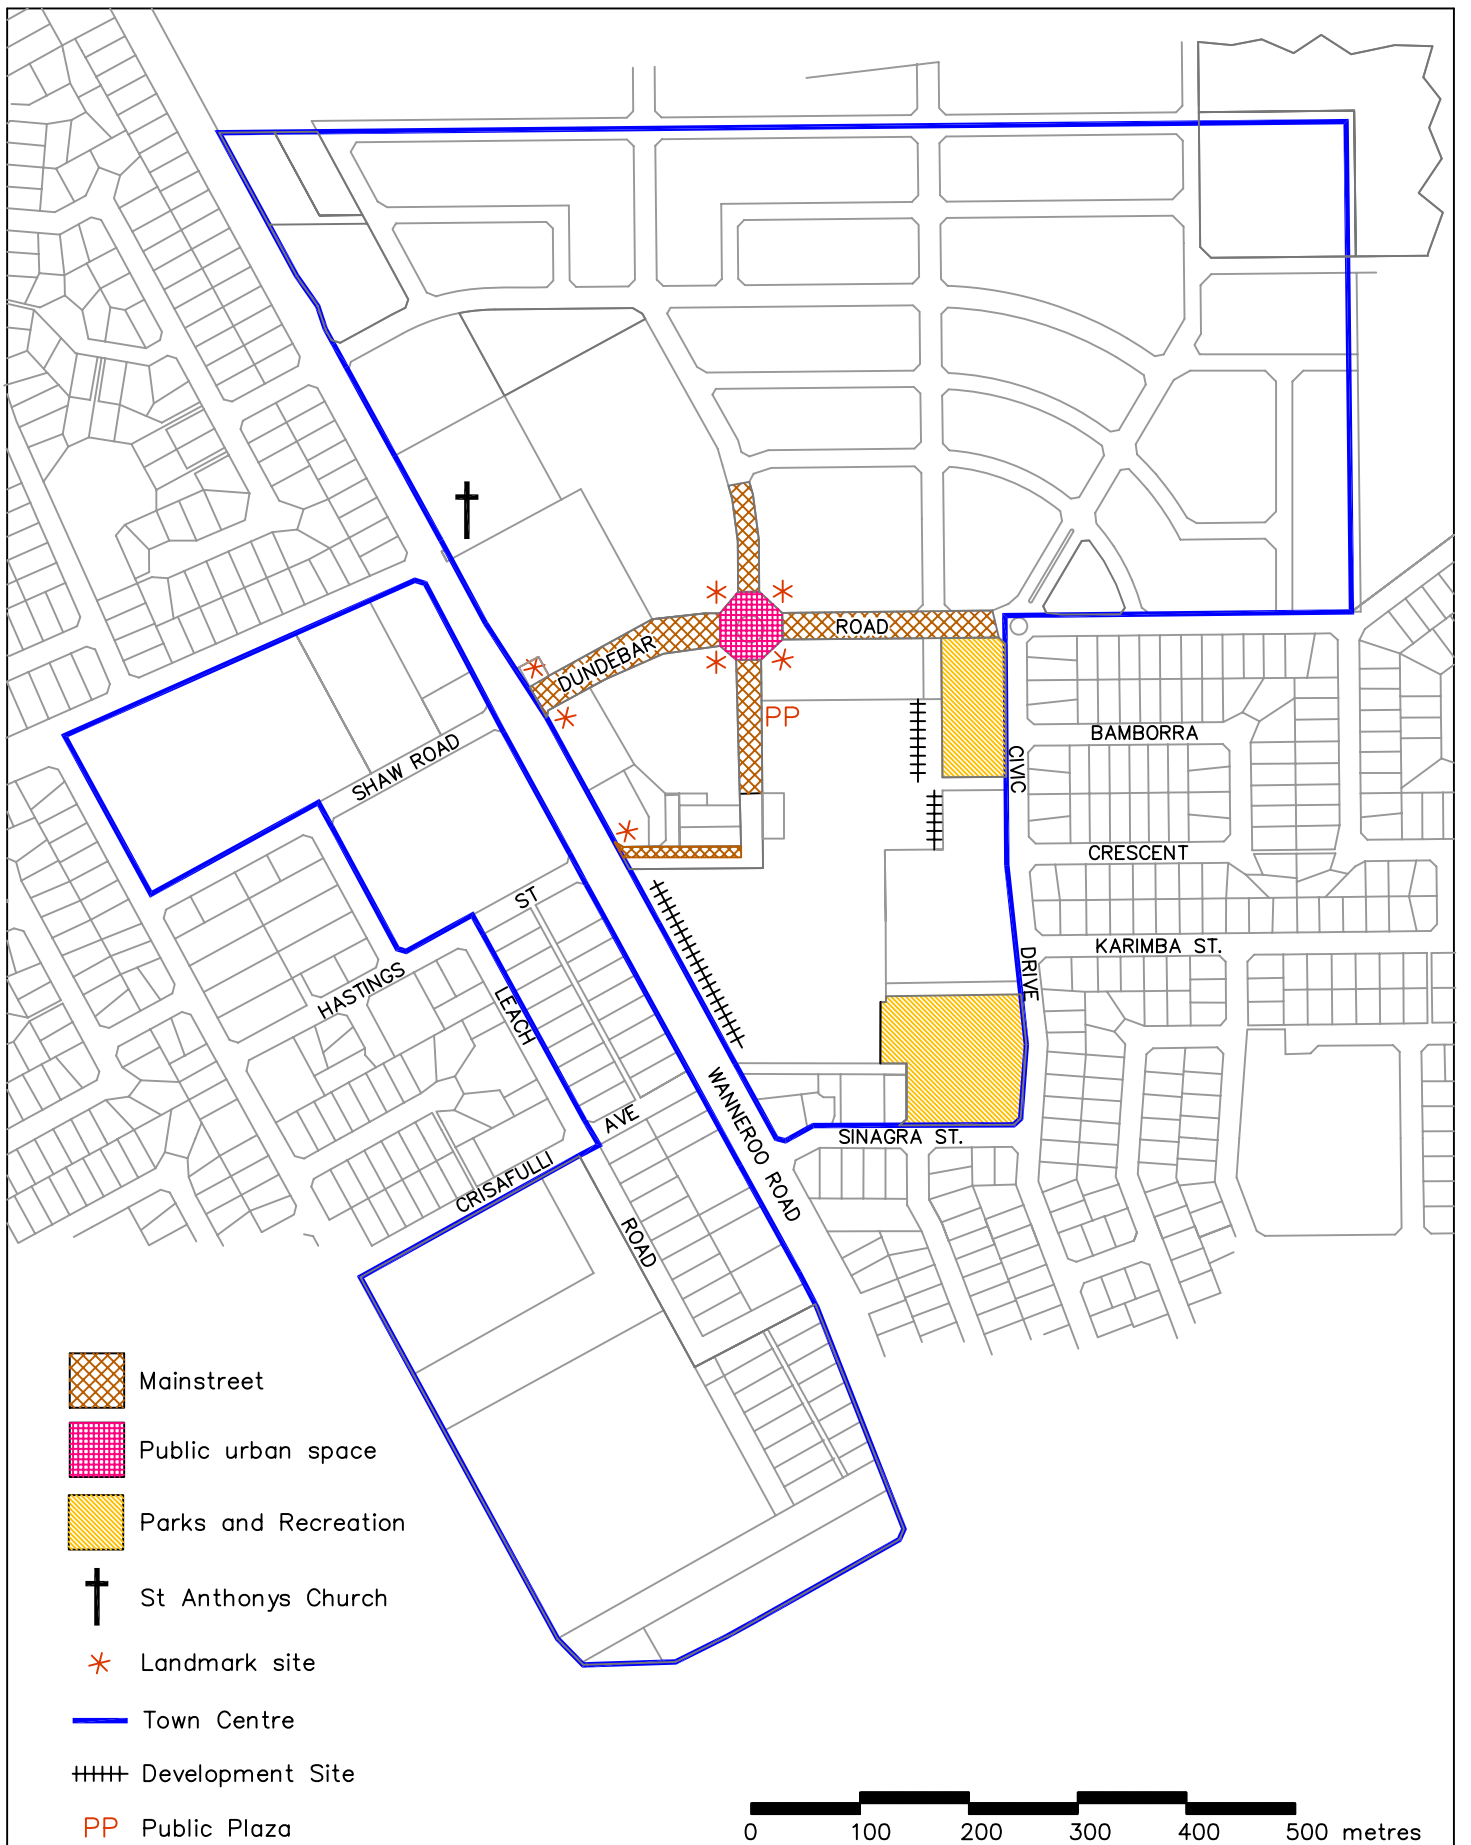 DUNDEBAR
ROAD
PP
BAMBORRA
CIVIC
SHAW ROAD
CRESCENT
ST
KARIMBA ST.
HASTINGS
LEACH
DRIVE
WANNEROO ROAD
AVE
SINAGRA ST.
CRISAFULLI
ROAD
Mainstreet
Public urban space
Parks and Recreation
St Anthonys Church
Landmark site
Town Centre
Development Site
PP Public Plaza
0 100 200 300 400 500 metres